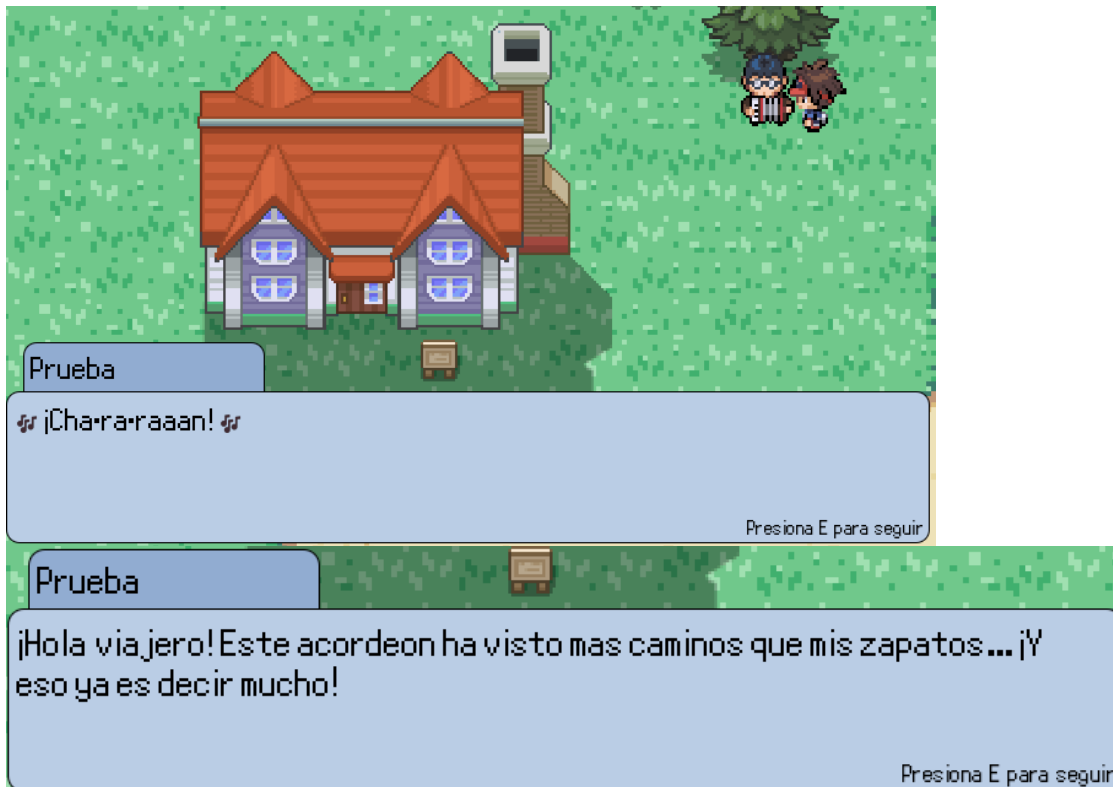 Prueba
🎶 ¡Cha-ra-raaan! 🎶
Presiona E para seguir
Prueba
¡Hola viajero! Este acordeon ha visto mas caminos que mis zapatos... ¡Y
eso ya es decir mucho!
Presiona E para seguir